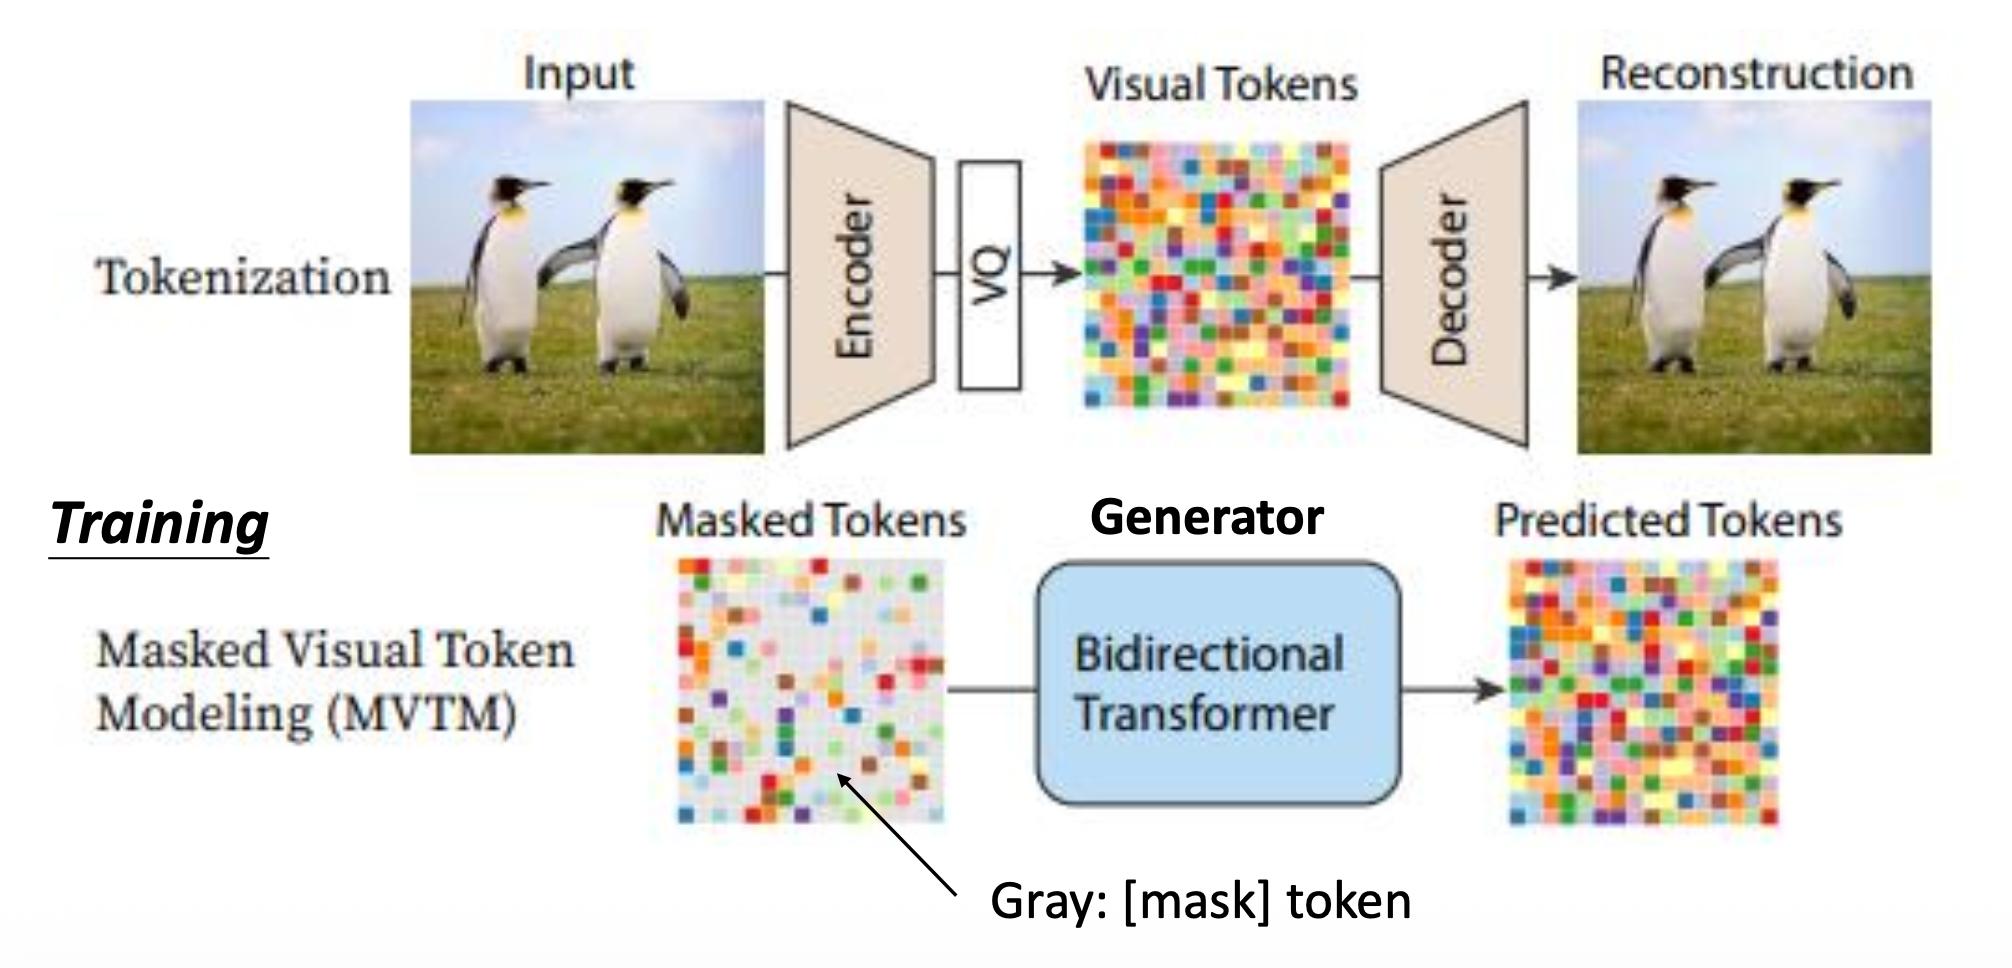 Input
Visual Tokens
Reconstruction
Tokenization
Encoder
VQ
Decoder
Training
Masked Tokens
Generator
Predicted Tokens
Masked Visual Token
Modeling (MVTM)
Bidirectional
Transformer
Gray: [mask] token